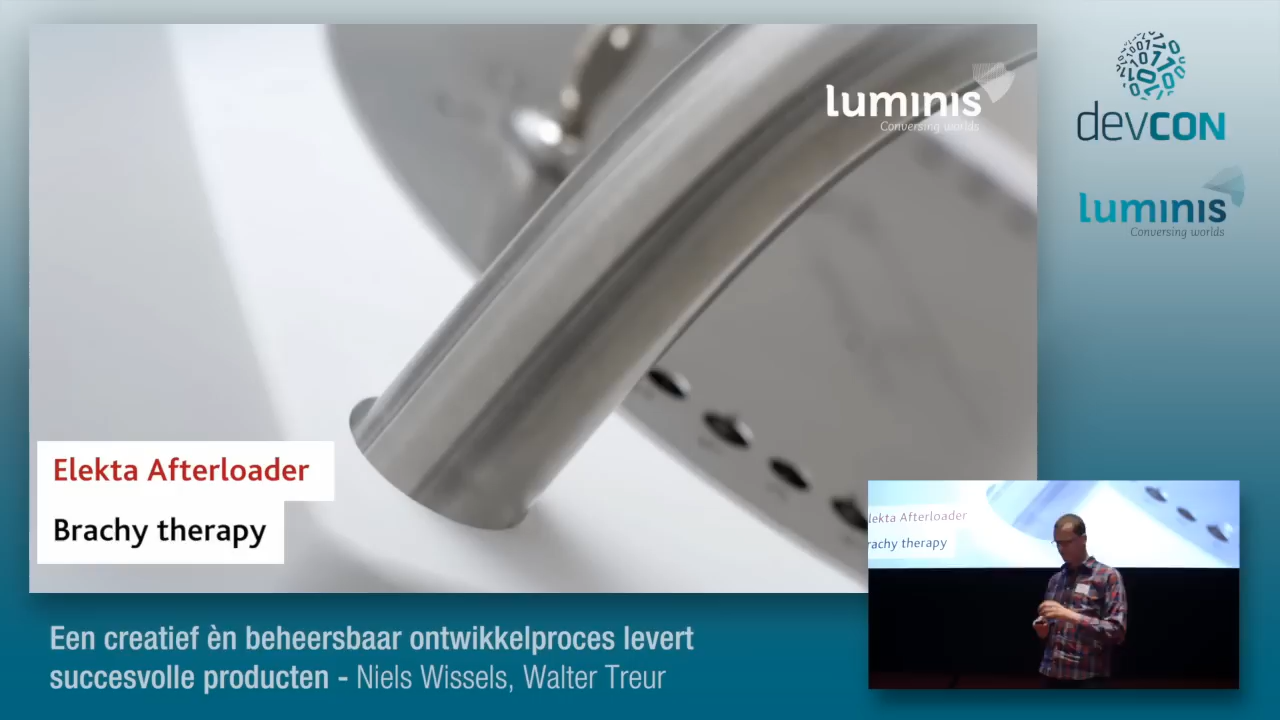 luminis
Conversing worlds
devCON
luminis
Conversing worlds
Elekta Afterloader
Brachy therapy
lekta Afterloader
rachy therapy
Een creatief èn beheersbaar ontwikkelproces levert
succesvolle producten - Niels Wissels, Walter Treur